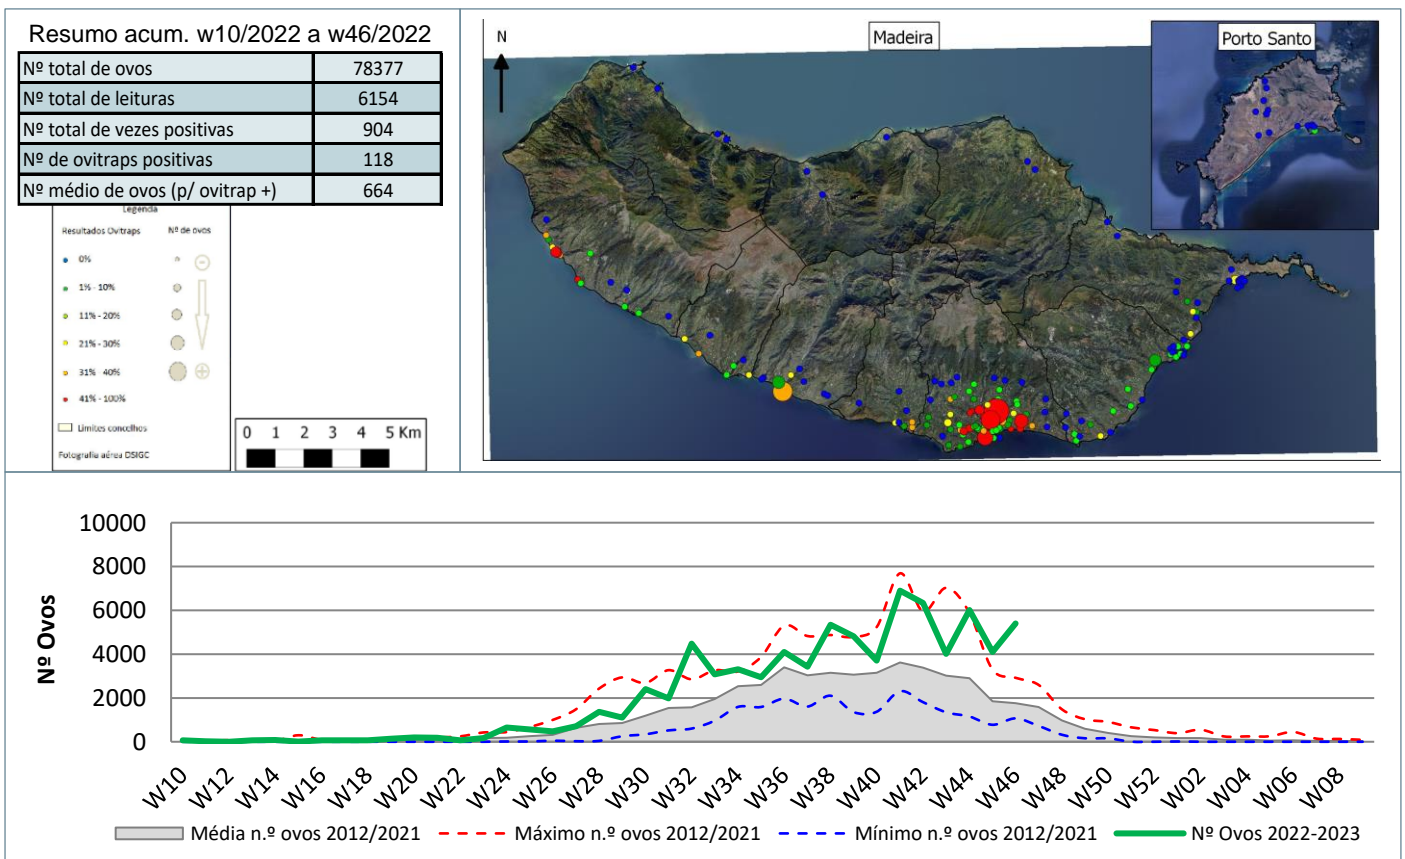 Resumo acum. w10/2022 a w46/2022
Nº total de ovos 78377
Nº total de leituras 6154
Nº total de vezes positivas 904
Nº de ovitraps positivas 118
Nº médio de ovos (p/ ovitrap +) 664
Legenda
Resultados Ovitraps Nº de ovos
0%
1% - 10%
11% - 20%
21% - 30%
31% - 40%
41% - 100%
Limites concelhos
Fotografia aérea DSIGC
0 1 2 3 4 5 Km
N
Madeira
Porto Santo
Nº Ovos
10000
8000
6000
4000
2000
0
W10 W12 W14 W16 W18 W20 W22 W24 W26 W28 W30 W32 W34 W36 W38 W40 W42 W44 W46 W48 W50 W52 W02 W04 W06 W08
Média n.º ovos 2012/2021 Máximo n.º ovos 2012/2021 Mínimo n.º ovos 2012/2021 Nº Ovos 2022-2023